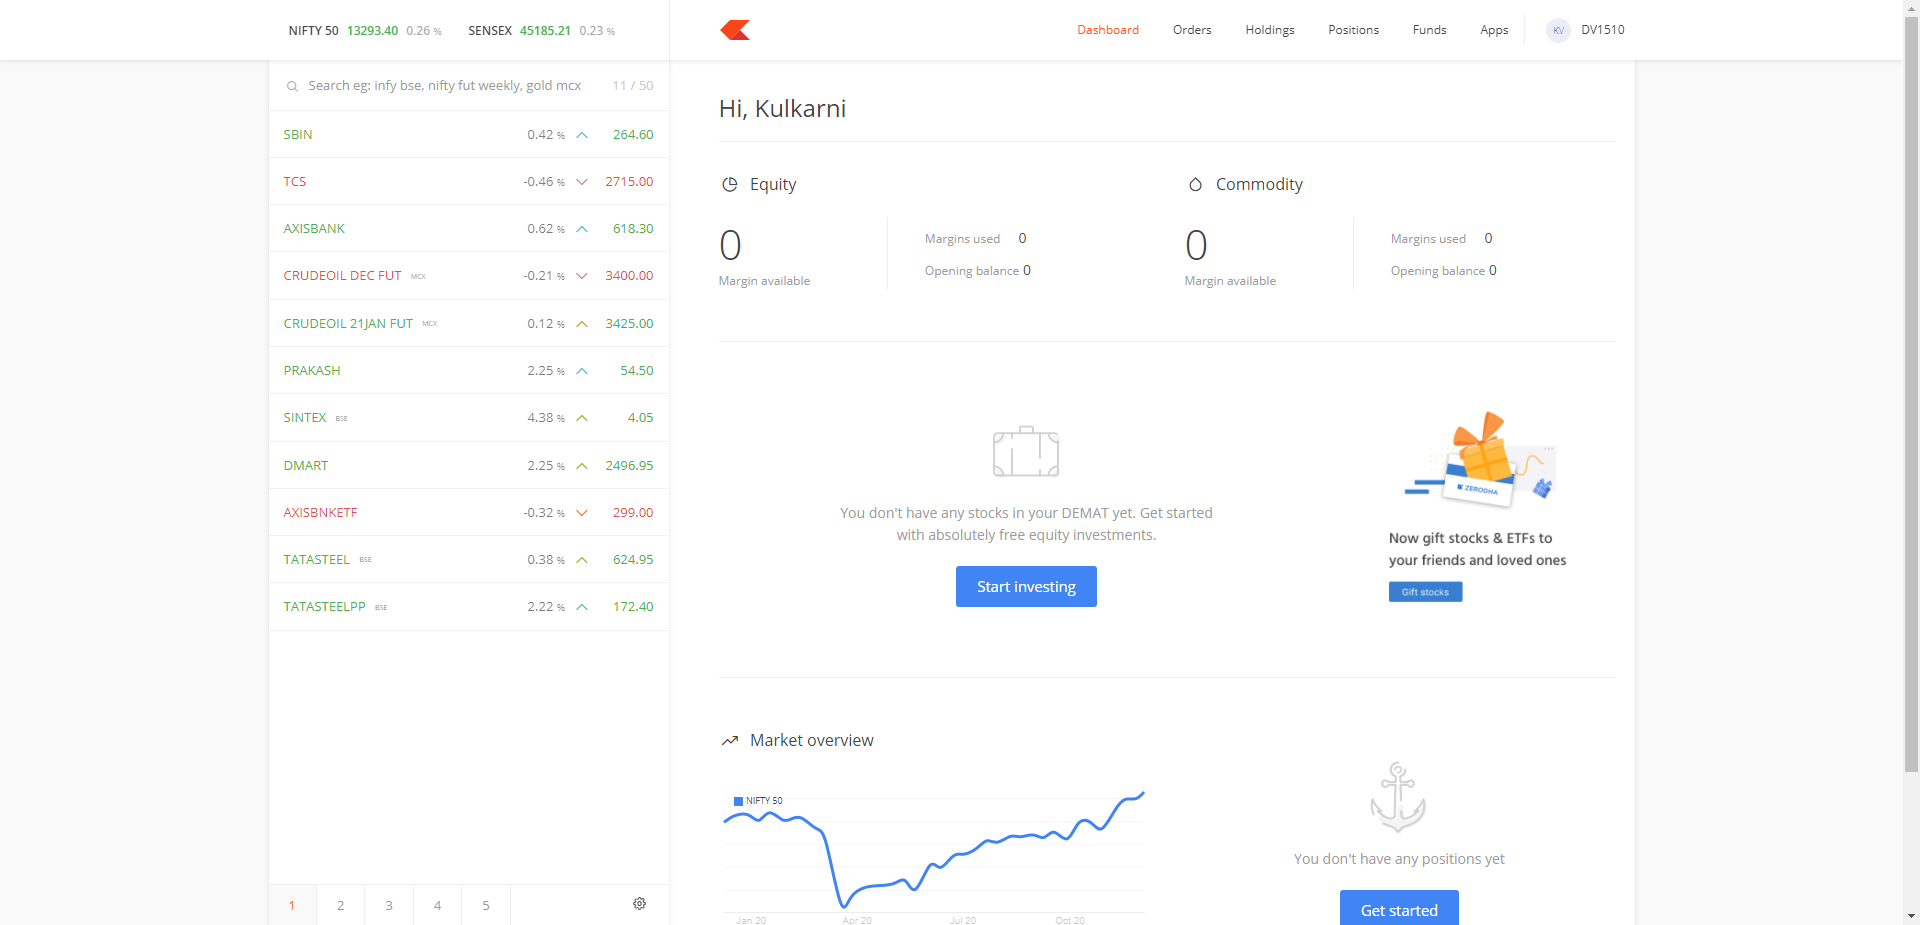 NIFTY 50 13293.40 0.26 % SENSEX 45185.21 0.23 %
Dashboard Orders Holdings Positions Funds Apps KV DV1510
Search eg: infy bse, nifty fut weekly, gold mcx 11 / 50
SBIN 0.42 % 264.60
TCS -0.46 % 2715.00
AXISBANK 0.62 % 618.30
CRUDEOIL DEC FUT MCX -0.21 % 3400.00
CRUDEOIL 21JAN FUT MCX 0.12 % 3425.00
PRAKASH 2.25 % 54.50
SINTEX BSE 4.38 % 4.05
DMART 2.25 % 2496.95
AXISBNKETF -0.32 % 299.00
TATASTEEL BSE 0.38 % 624.95
TATASTEELPP BSE 2.22 % 172.40
1 2 3 4 5
Hi, Kulkarni
Equity
0
Margin available
Margins used 0
Opening balance 0
Commodity
0
Margin available
Margins used 0
Opening balance 0
You don't have any stocks in your DEMAT yet. Get started
with absolutely free equity investments.
Start investing
ZERODHA
Now gift stocks & ETFs to
your friends and loved ones
Gift stocks
Market overview
NIFTY 50
Jan 20 Apr 20 Jul 20 Oct 20
You don't have any positions yet
Get started